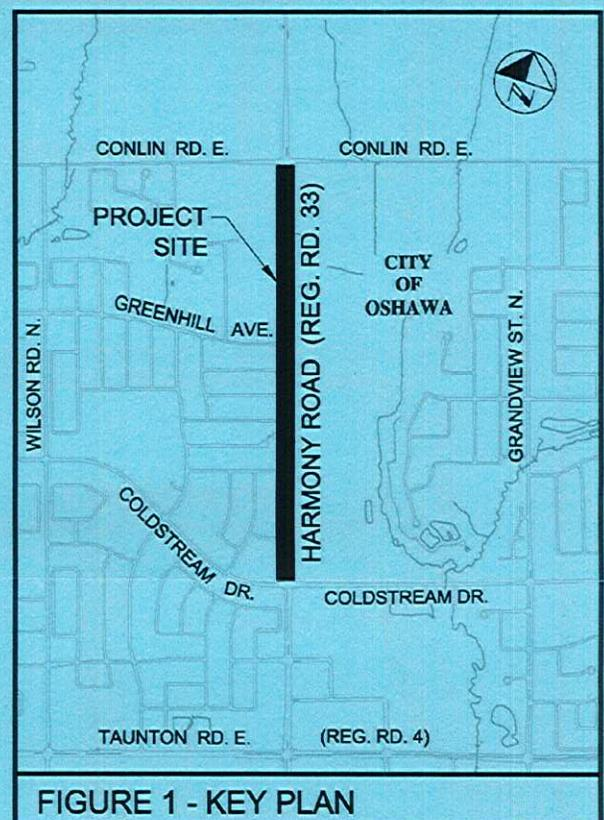 N
CONLIN RD. E.
CONLIN RD. E.
PROJECT
SITE
HARMONY ROAD (REG. RD. 33)
CITY
OF
OSHAWA
GREENHILL AVE.
WILSON RD. N.
GRANDVIEW ST. N.
COLDSTREAM DR.
COLDSTREAM DR.
TAUNTON RD. E.
(REG. RD. 4)
FIGURE 1 - KEY PLAN